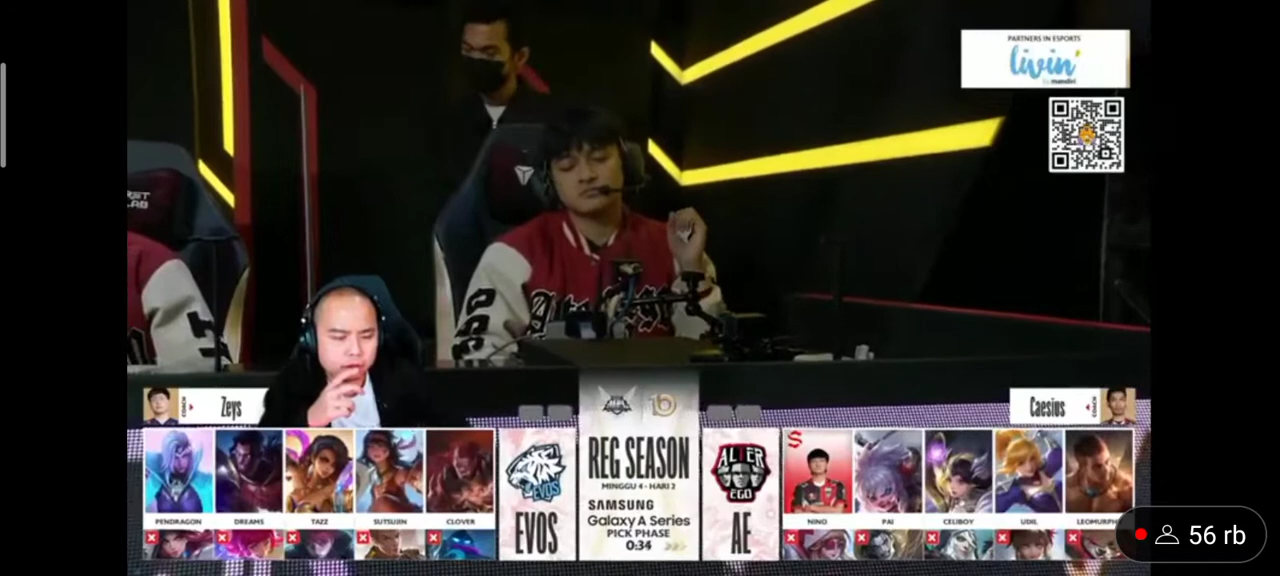 PARTNERS IN ESPORTS
livin'
by mandiri
Zeys
COACH
Caesius
COACH
EVOS
REG SEASON
MINGGU 4 - HARI 2
SAMSUNG
Galaxy A Series
PICK PHASE
0:34
ALTER
EGO
EVOS
AE
PENDRAGON
DREAMS
TAZZ
SUTSUJIN
CLOVER
NINO
PAI
CELIBOY
UDIL
56 rb